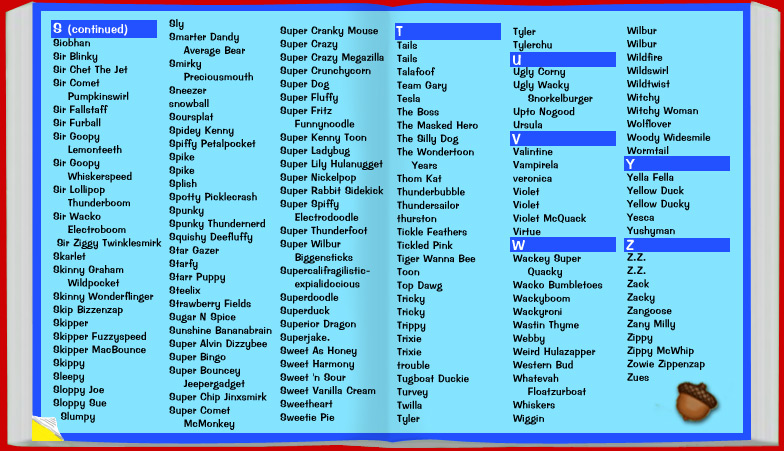 S (continued)
Siobhan
Sir Blinky
Sir Chet The Jet
Sir Comet
Pumpkinswirl
Sir Fallstaff
Sir Furball
Sir Goopy
Lemonteeth
Sir Goopy
Whiskerspeed
Sir Lollipop
Thunderboom
Sir Wacko
Electroboom
Sir Ziggy Twinklesmirk
Skarlet
Skinny Graham
Wildpocket
Skinny Wonderflinger
Skip Bizzenzap
Skipper
Skipper Fuzzyspeed
Skipper MacBounce
Skippy
Sleepy
Sloppy Joe
Sloppy Sue
Slumpy
Sly
Smarter Dandy
Average Bear
Smirky
Preciousmouth
Sneezer
snowball
Soursplat
Spidey Kenny
Spiffy Petalpocket
Spike
Spike
Splish
Spotty Picklecrash
Spunky
Spunky Thundernerd
Squishy Deefluffy
Star Gazer
Starfy
Starr Puppy
Steelix
Strawberry Fields
Sugar N Spice
Sunshine Bananabrain
Super Alvin Dizzybee
Super Bingo
Super Bouncey
Jeepergadget
Super Chip Jinxsmirk
Super Comet
McMonkey
Super Cranky Mouse
Super Crazy
Super Crazy Megazilla
Super Crunchycorn
Super Dog
Super Fluffy
Super Fritz
Funnynoodle
Super Kenny Toon
Super Ladybug
Super Lily Hulanugget
Super Nickelpop
Super Rabbit Sidekick
Super Spiffy
Electrodoodle
Super Thunderfoot
Super Wilbur
Biggensticks
Supercalifragilistic-
expialidocious
Superdoodle
Superduck
Superior Dragon
Superjake.
Sweet As Honey
Sweet Harmony
Sweet 'n Sour
Sweet Vanilla Cream
Sweetheart
Sweetie Pie
T
Tails
Tails
Talafoof
Team Gary
Tesla
The Boss
The Masked Hero
The Silly Dog
The Wondertoon
Years
Thom Kat
Thunderbubble
Thundersailor
thurston
Tickle Feathers
Tickled Pink
Tiger Wanna Bee
Toon
Top Dawg
Tricky
Tricky
Trippy
Trixie
Trixie
trouble
Tugboat Duckie
Turvey
Twilla
Tyler
Tyler
Tylerchu
U
Ugly Corny
Ugly Wacky
Snorkelburger
Upto Nogood
Ursula
V
Valintine
Vampirela
veronica
Violet
Violet
Violet McQuack
Virtue
W
Wackey Super
Quacky
Wacko Bumbletoes
Wackyboom
Wackyroni
Wastin Thyme
Webby
Weird Hulazapper
Western Bud
Whatevah
Floatzurboat
Whiskers
Wiggin
Wilbur
Wilbur
Wildfire
Wildswirl
Wildtwist
Witchy
Witchy Woman
Wolflover
Woody Widesmile
Wormtail
Y
Yella Fella
Yellow Duck
Yellow Ducky
Yesca
Yushyman
Z
Z.Z.
Z.Z.
Zack
Zacky
Zangoose
Zany Milly
Zippy
Zippy McWhip
Zowie Zippenzap
Zues